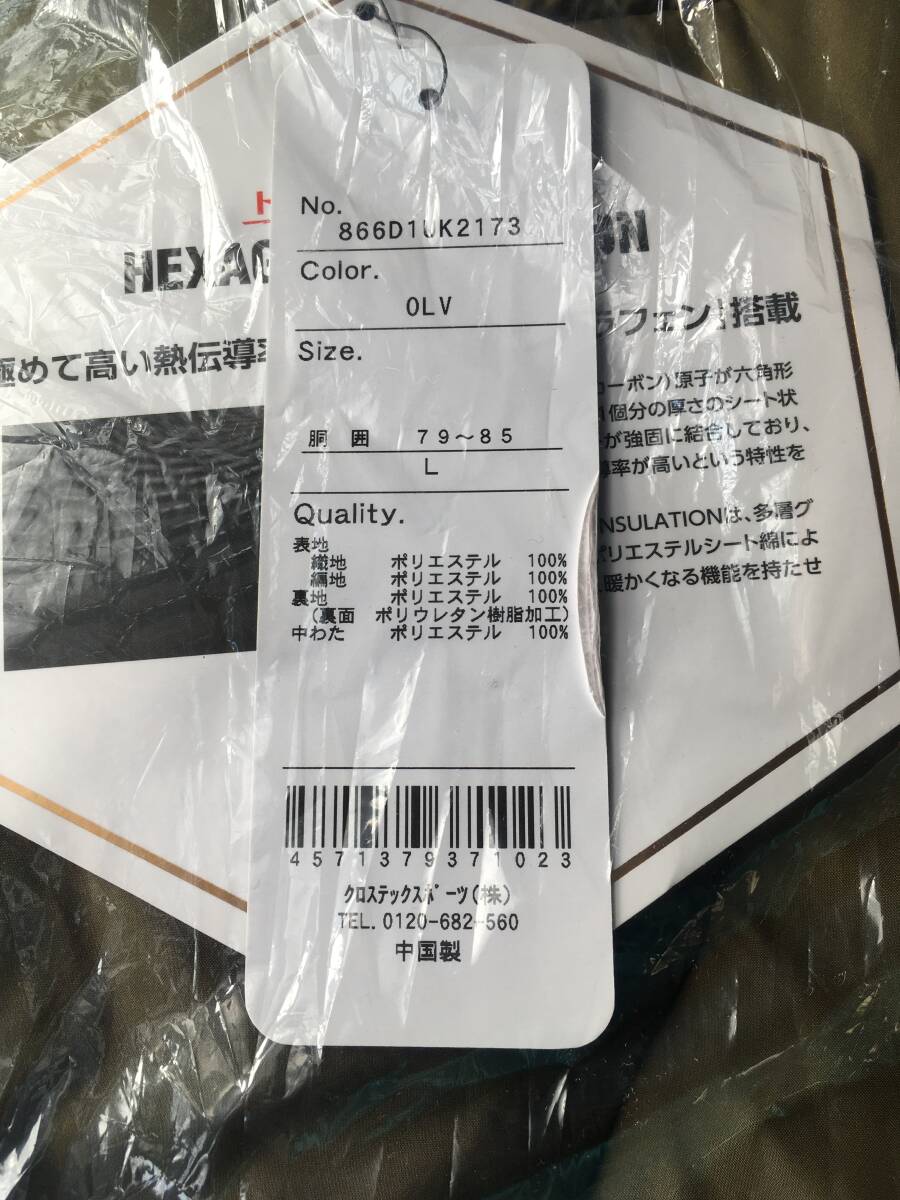 上
HEXAG
ON
極めて高い熱伝導率
ラフェン」搭載
ローボン)原子が六角形
1個分の厚さのシート状
が強固に結合しており、
導率が高いという特性を
NSULATIONは、多層グ
ポリエステルシート綿によ
暖かくなる機能を持たせ
No.
866D1UK2173
Color.
OLV
Size.
胴 囲 79～85
L
Quality.
表地
織地 ポリエステル 100%
編地 ポリエステル 100%
裏地
(裏面 ポリウレタン樹脂加工)
中わた ポリエステル 100%
4571379371023
クロステックスポーツ(株)
TEL. 0120-682-560
中国製